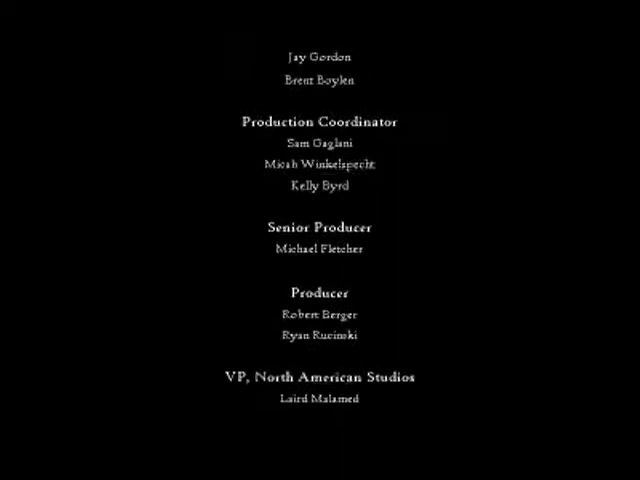 Jay Gordon
Brent Boylen
Production Coordinator
Sam Gaglani
Micah Winkelspecht
Kelly Byrd
Senior Producer
Michael Fletcher
Producer
Robert Berger
Ryan Rucinski
VP, North American Studios
Laird Malamed